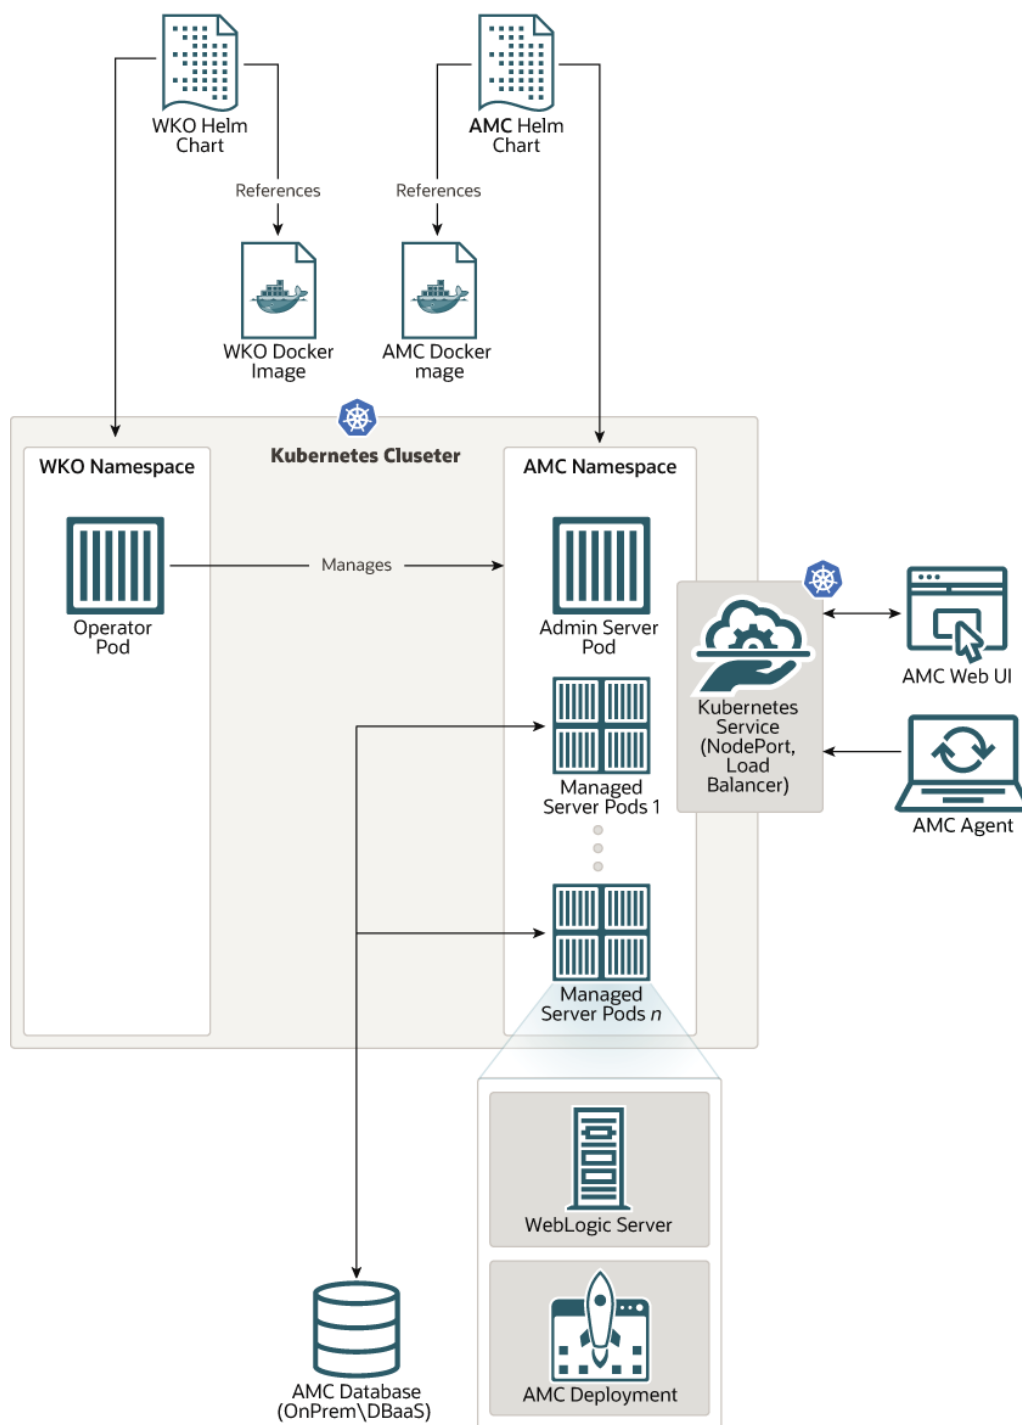 WKO Helm
Chart
AMC Helm
Chart
References
References
WKO Docker
Image
AMC Docker
mage
Kubernetes Cluseter
WKO Namespace
AMC Namespace
Operator
Pod
Manages
Admin Server
Pod
Kubernetes
Service
(NodePort,
Load
Balancer)
AMC Web UI
AMC Agent
Managed
Server Pods 1
Managed
Server Pods n
WebLogic Server
AMC Deployment
AMC Database
(OnPrem\DBaaS)